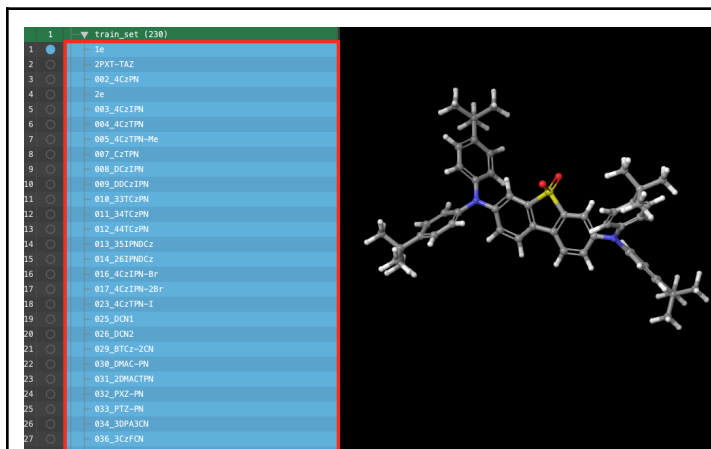 1 train_set (230)
1 1e
2 2PXT-TAZ
3 002_4CzPN
4 2e
5 003_4CzIPN
6 004_4CzTPN
7 005_4CzTPN-Me
8 007_CzTPN
9 008_DCzIPN
10 009_DDCzIPN
11 010_33TCzPN
12 011_34TCzPN
13 012_44TCzPN
14 013_35IPNDCz
15 014_26IPNDCz
16 016_4CzIPN-Br
17 017_4CzIPN-2Br
18 023_4CzTPN-I
19 025_DCN1
20 026_DCN2
21 029_BTCz-2CN
22 030_DMAC-PN
23 031_2DMACTPN
24 032_PXZ-PN
25 033_PTZ-PN
26 034_3DPA3CN
27 036_3CzFCN